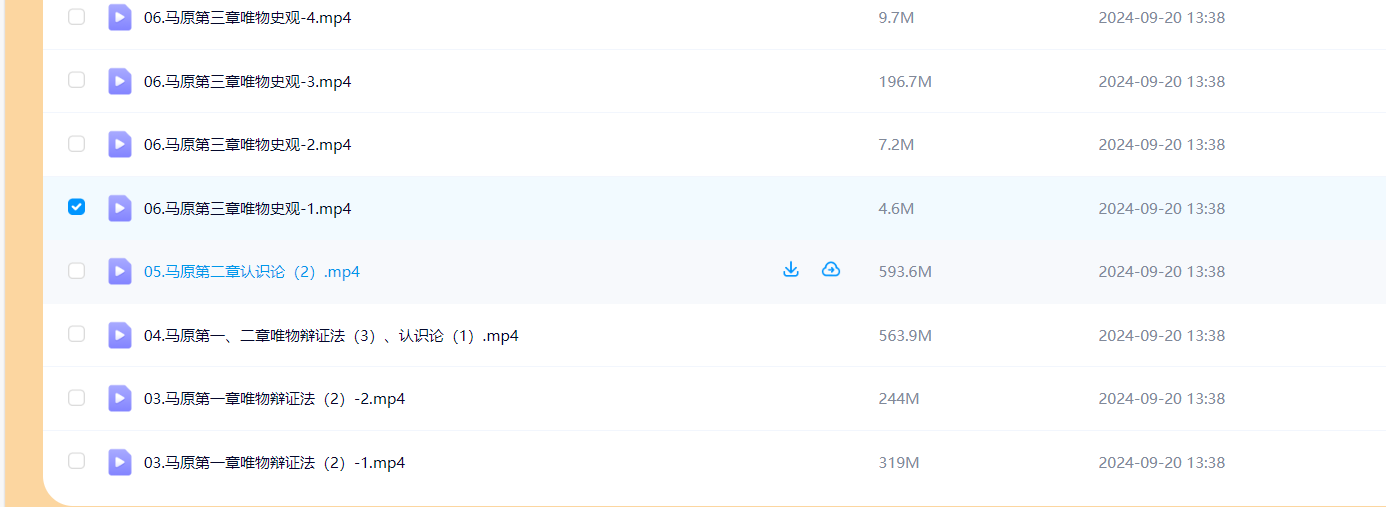 06.马原第三章唯物史观-4.mp4 9.7M 2024-09-20 13:38
06.马原第三章唯物史观-3.mp4 196.7M 2024-09-20 13:38
06.马原第三章唯物史观-2.mp4 7.2M 2024-09-20 13:38
06.马原第三章唯物史观-1.mp4 4.6M 2024-09-20 13:38
05.马原第二章认识论（2）.mp4 593.6M 2024-09-20 13:38
04.马原第一、二章唯物辩证法（3）、认识论（1）.mp4 563.9M 2024-09-20 13:38
03.马原第一章唯物辩证法（2）-2.mp4 244M 2024-09-20 13:38
03.马原第一章唯物辩证法（2）-1.mp4 319M 2024-09-20 13:38